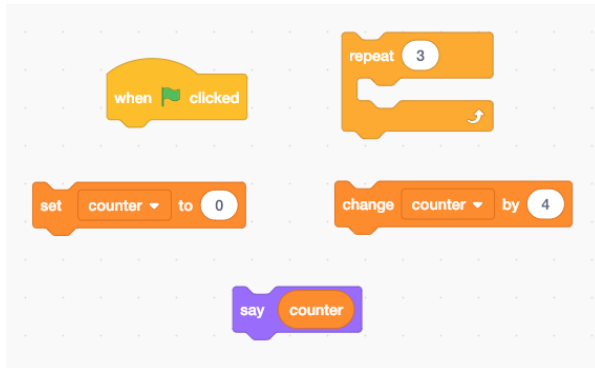 when clicked
repeat 3
set counter to 0
change counter by 4
say counter